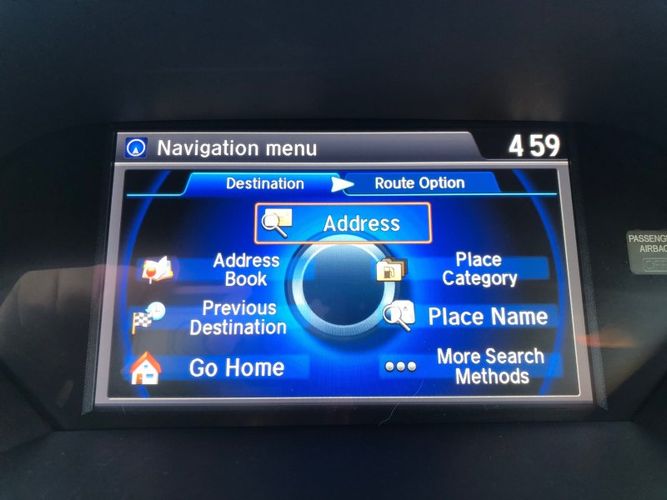 Navigation menu
4 59
Destination
Route Option
Address
Address
Book
Place
Category
Previous
Destination
Place Name
Go Home
More Search
Methods
PASSENGE
AIRBAG